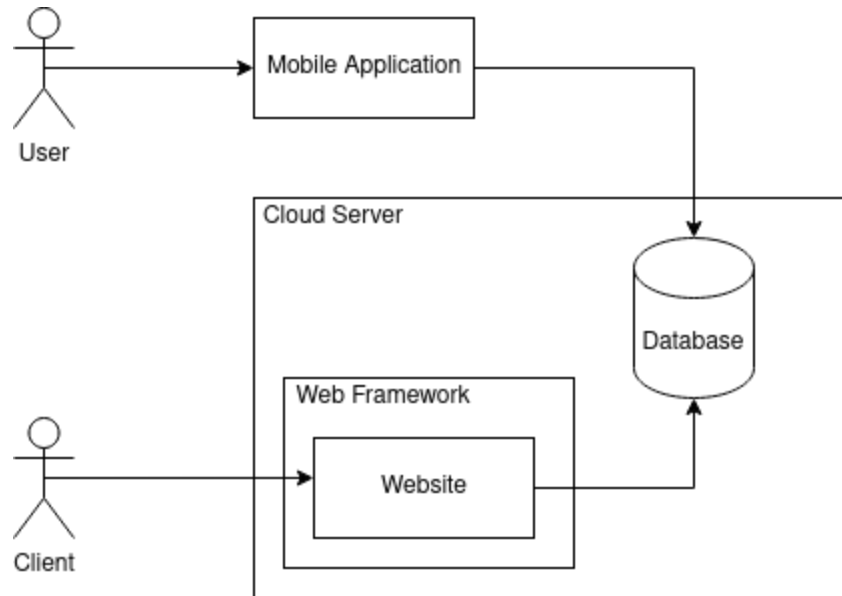 Mobile Application
User
Cloud Server
Database
Web Framework
Website
Client